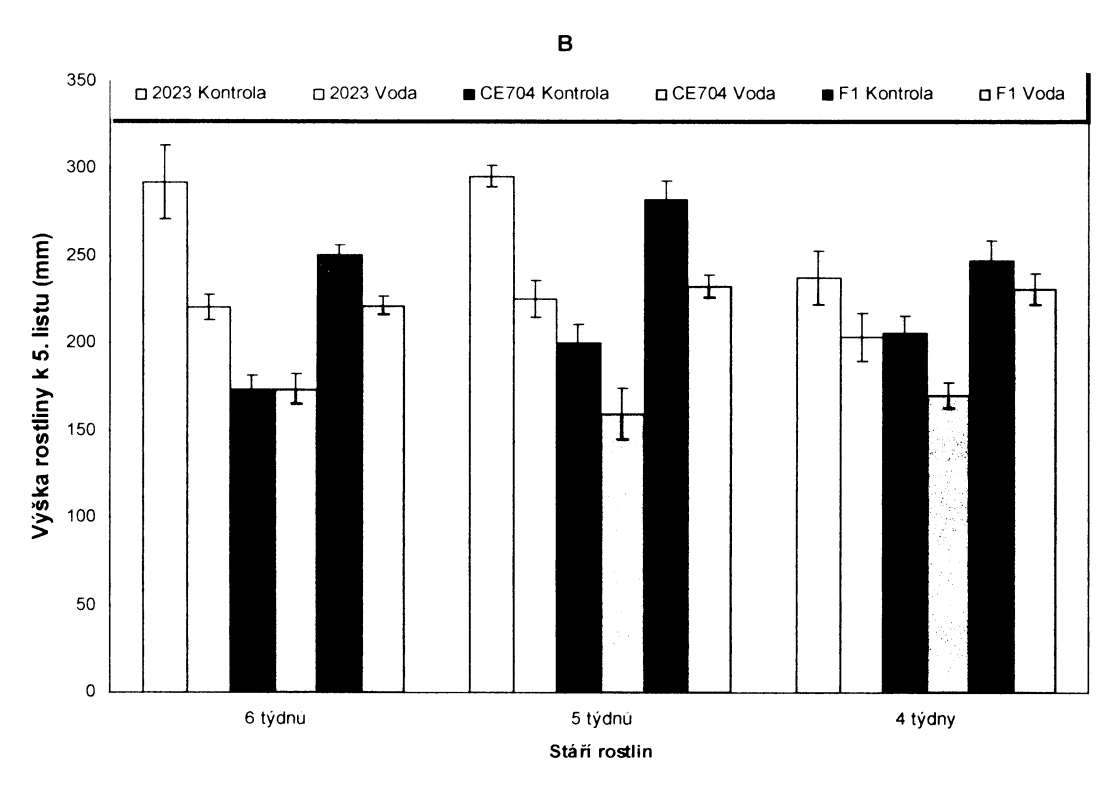 B
350
2023 Kontrola 2023 Voda CE704 Kontrola CE704 Voda F1 Kontrola F1 Voda
300
250
200
150
100
50
0
Výška rostliny k 5. listu (mm)
6 týdnů 5 týdnů 4 týdny
Stáří rostlin